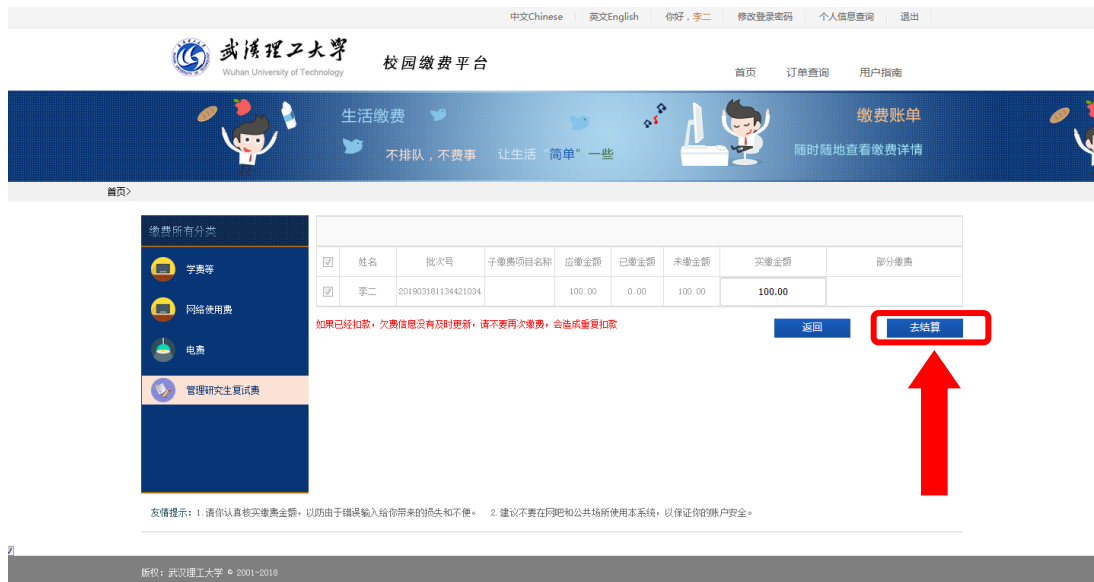 中文Chinese 英文English 你好，李二 修改登录密码 个人信息查询 退出
武汉理工大学
Wuhan University of Technology
校园缴费平台
首页 订单查询 用户指南
生活缴费
不排队，不费事 让生活“简单”一些
缴费账单
随时随地查看缴费详情
首页>
缴费所有分类
学费等
网络使用费
电费
管理研究生复试费
姓名 批次号 子缴费项目名称 应缴金额 已缴金额 未缴金额 实缴金额 部分缴费
李二 201903181134421034 100.00 0.00 100.00 100.00
如果已经扣款，欠费信息没有及时更新，请不要再次缴费，会造成重复扣款
返回 去结算
友情提示：1.请你认真核实缴费金额，以防由于错误输入给你带来的损失和不便。 2.建议不要在网吧和公共场所使用本系统，以保证你的账户安全。
版权：武汉理工大学 © 2001-2018